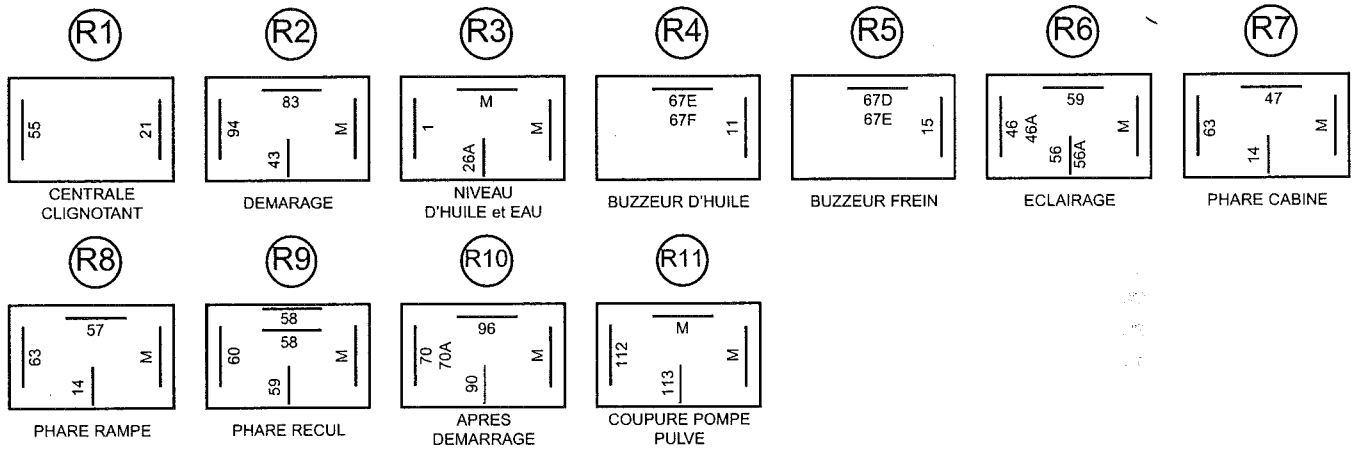 R1
R2
R3
R4
R5
R6
R7
55
21
CENTRALE
CLIGNOTANT
83
94
M
43
DEMARAGE
M
1
M
26A
NIVEAU
D'HUILE et EAU
67E
67F
11
BUZZEUR D'HUILE
67D
67E
15
BUZZEUR FREIN
59
46
46A
M
56
56A
ECLAIRAGE
47
63
M
14
PHARE CABINE
R8
R9
R10
R11
57
63
M
14
PHARE RAMPE
58
58
60
M
59
PHARE RECUL
96
70
70A
M
90
APRES
DEMARRAGE
M
112
113
COUPURE POMPE
PULVE